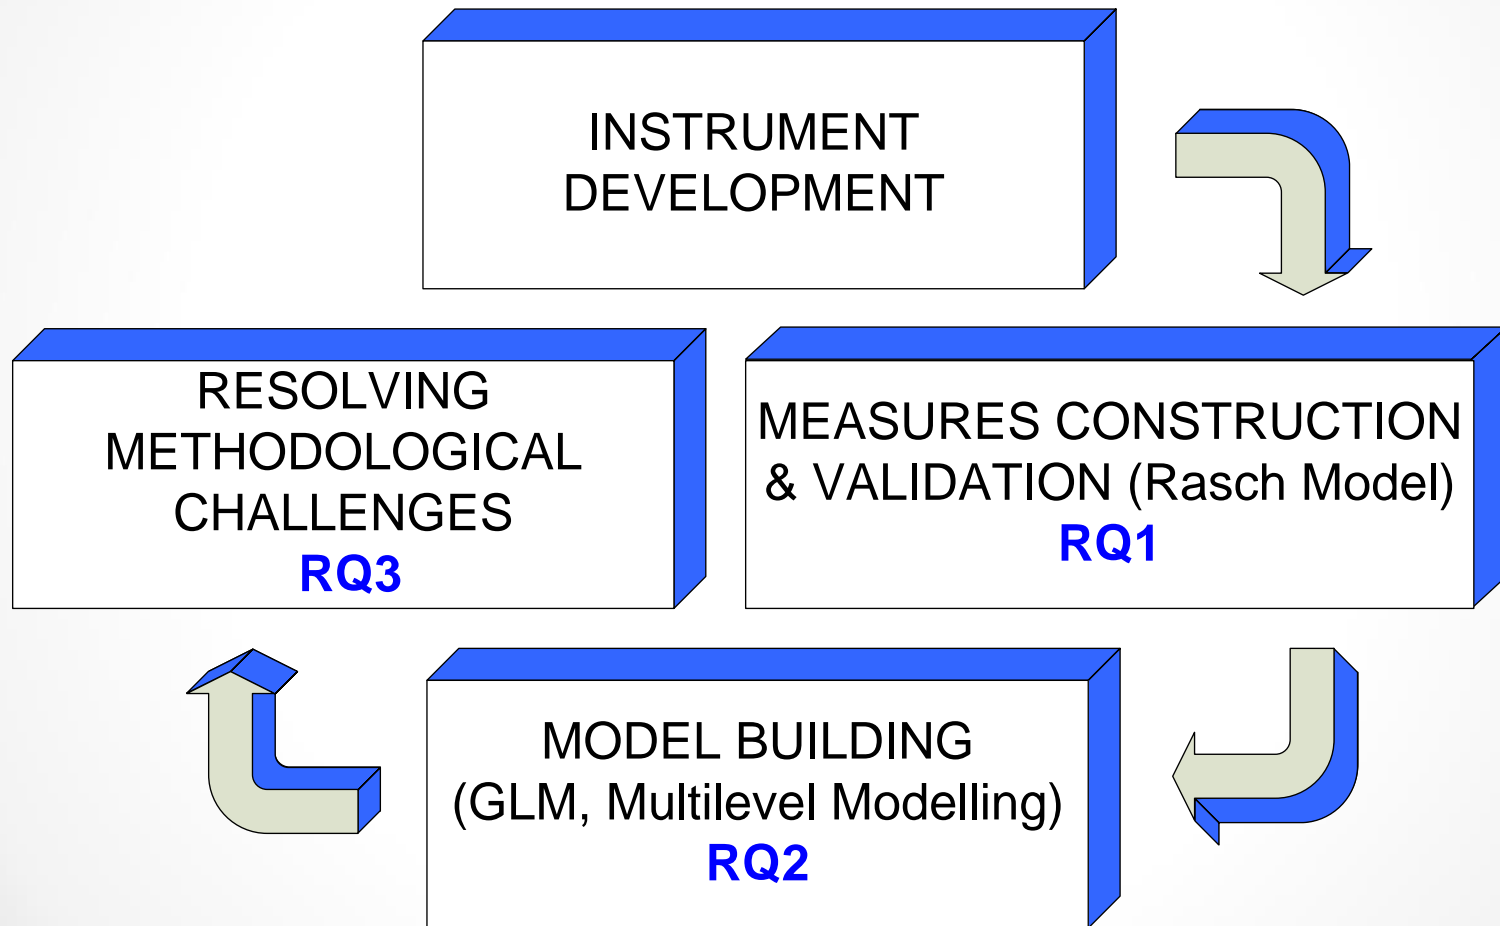 INSTRUMENT
DEVELOPMENT
RESOLVING
METHODOLOGICAL
CHALLENGES
RQ3
MEASURES CONSTRUCTION
& VALIDATION (Rasch Model)
RQ1
MODEL BUILDING
(GLM, Multilevel Modelling)
RQ2